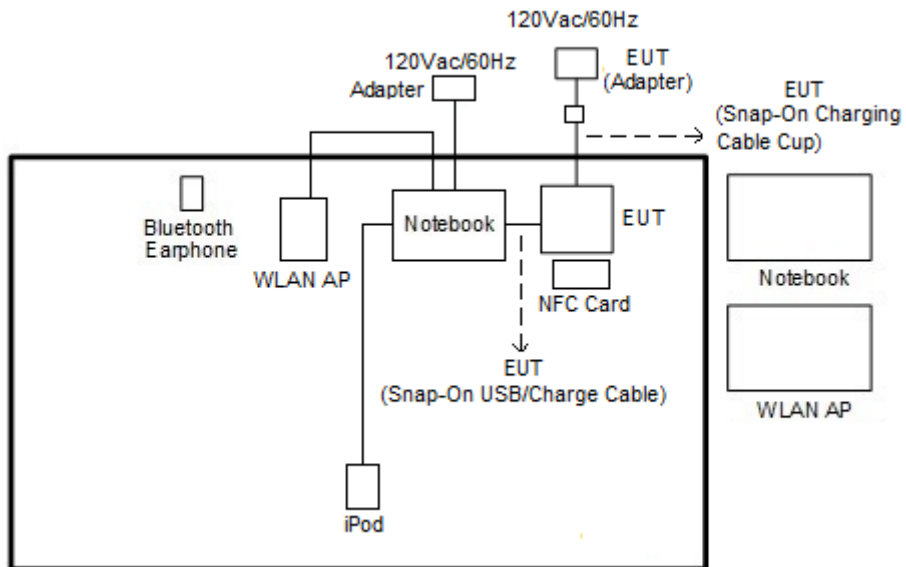 120Vac/60Hz
120Vac/60Hz
Adapter
EUT
(Adapter)
EUT
(Snap-On Charging
Cable Cup)
Bluetooth
Earphone
WLAN AP
Notebook
EUT
NFC Card
Notebook
EUT
(Snap-On USB/Charge Cable)
WLAN AP
iPod